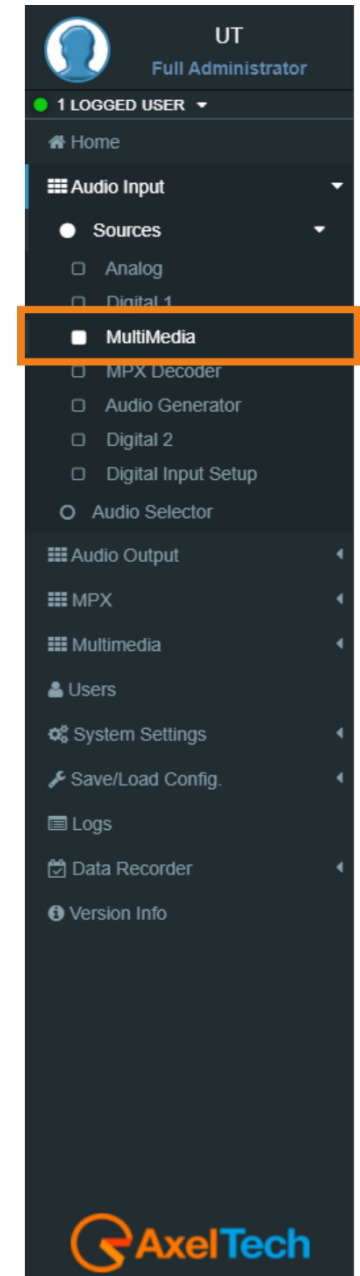 UT
Full Administrator
1 LOGGED USER
Home
Audio Input
Sources
Analog
Digital 1
MultiMedia
MPX Decoder
Audio Generator
Digital 2
Digital Input Setup
Audio Selector
Audio Output
MPX
Multimedia
Users
System Settings
Save/Load Config.
Logs
Data Recorder
Version Info
AxelTech